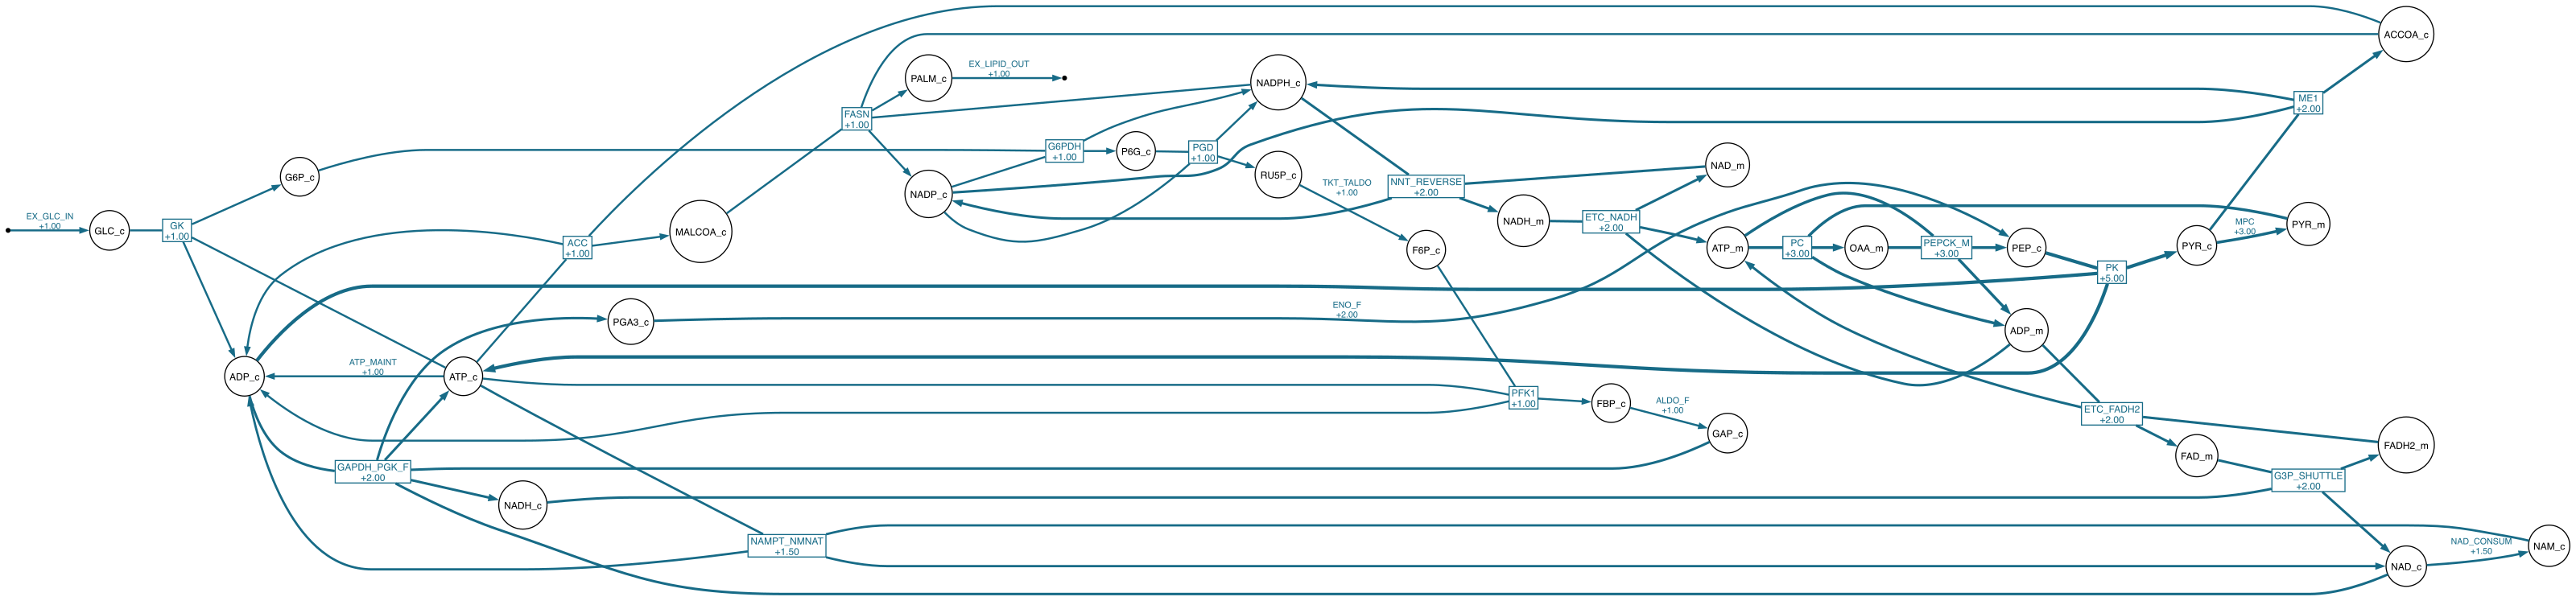 ACCOA_c
EX_LIPID_OUT
+1.00
PALM_c
NADPH_c
ME1
+2.00
FASN
+1.00
G6PDH
+1.00
P6G_c
PGD
+1.00
NAD_m
G6P_c
RU5P_c
TKT_TALDO
+1.00
NNT_REVERSE
+2.00
NADP_c
EX_GLC_IN
+1.00
GLC_c
GK
+1.00
MALCOA_c
NADH_m
ETC_NADH
+2.00
MPC
+3.00
PYR_m
ACC
+1.00
F6P_c
ATP_m
PC
+3.00
OAA_m
PEPCK_M
+3.00
PEP_c
PYR_c
PK
+5.00
PGA3_c
ENO_F
+2.00
ADP_m
ADP_c
ATP_MAINT
+1.00
ATP_c
PFK1
+1.00
FBP_c
ALDO_F
+1.00
GAP_c
ETC_FADH2
+2.00
FADH2_m
FAD_m
GAPDH_PGK_F
+2.00
G3P_SHUTTLE
+2.00
NADH_c
NAMPT_NMNAT
+1.50
NAD_c
NAD_CONSUM
+1.50
NAM_c